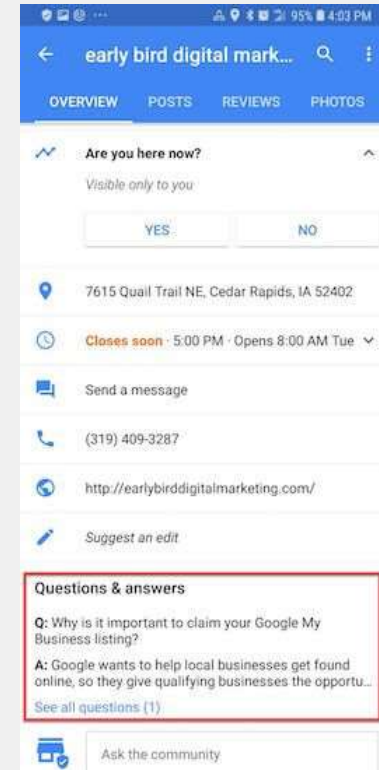 95% 4:03 PM
early bird digital mark...
OVERVIEW POSTS REVIEWS PHOTOS
Are you here now?
Visible only to you
YES NO
7615 Quail Trail NE, Cedar Rapids, IA 52402
Closes soon · 5:00 PM · Opens 8:00 AM Tue
Send a message
(319) 409-3287
http://earlybirddigitalmarketing.com/
Suggest an edit
Questions & answers
Q: Why is it important to claim your Google My
Business listing?
A: Google wants to help local businesses get found
online, so they give qualifying businesses the opportu...
See all questions (1)
Ask the community